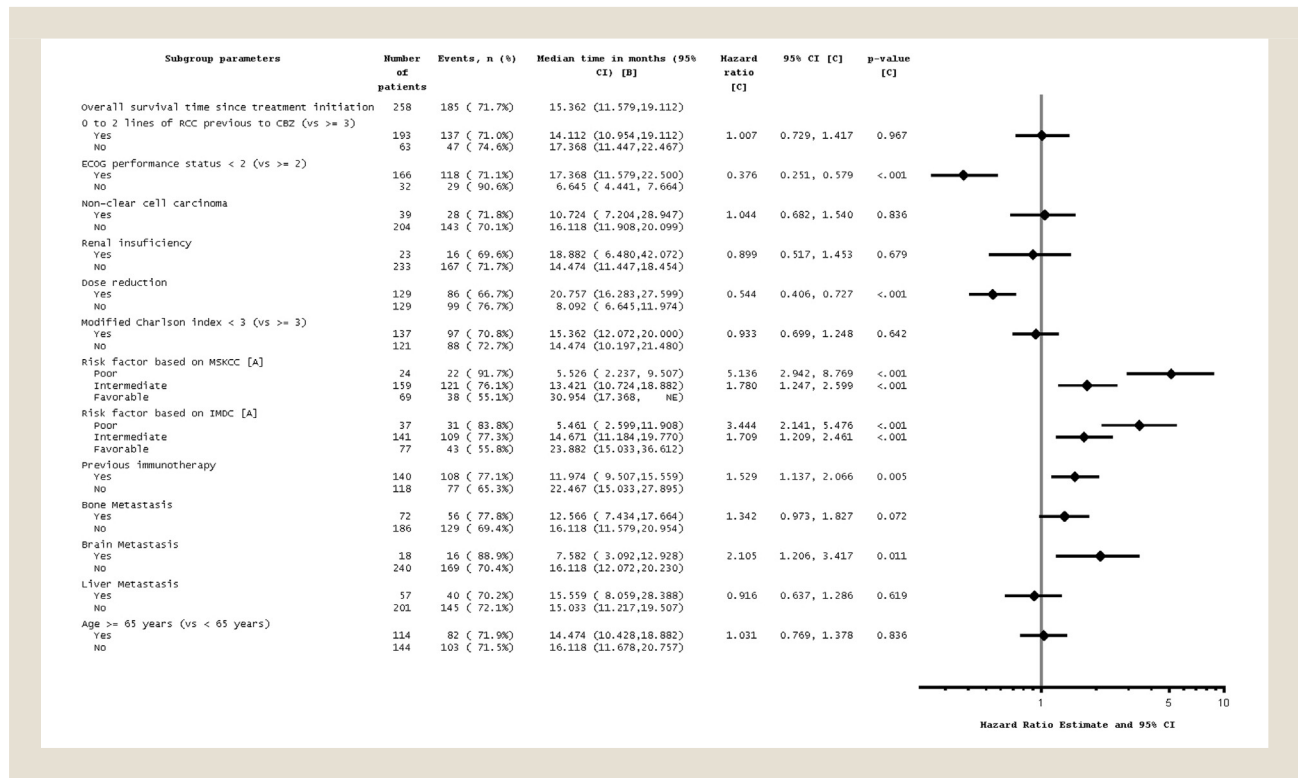 Subgroup parameters Number of patients Events, n (%) Median time in months (95% CI) [B] Hazard ratio [C] 95% CI [C] p-value [C]
Overall survival time since treatment initiation 258 185 ( 71.7%) 15.362 (11.579,19.112)
0 to 2 lines of RCC previous to CBZ (vs >= 3)
Yes 193 137 ( 71.0%) 14.112 (10.954,19.112) 1.007 0.729, 1.417 0.967
No 63 47 ( 74.6%) 17.368 (11.447,22.467)
ECOG performance status < 2 (vs >= 2)
Yes 166 118 ( 71.1%) 17.368 (11.579,22.500) 0.376 0.251, 0.579 <.001
No 32 29 ( 90.6%) 6.645 ( 4.441, 7.664)
Non-clear cell carcinoma
Yes 39 28 ( 71.8%) 10.724 ( 7.204,28.947) 1.044 0.682, 1.540 0.836
No 204 143 ( 70.1%) 16.118 (11.908,20.099)
Renal insuficiency
Yes 23 16 ( 69.6%) 18.882 ( 6.480,42.072) 0.899 0.517, 1.453 0.679
No 233 167 ( 71.7%) 14.474 (11.447,18.454)
Dose reduction
Yes 129 86 ( 66.7%) 20.757 (16.283,27.599) 0.544 0.406, 0.727 <.001
No 129 99 ( 76.7%) 8.092 ( 6.645,11.974)
Modified Charlson index < 3 (vs >= 3)
Yes 137 97 ( 70.8%) 15.362 (12.072,20.000) 0.933 0.699, 1.248 0.642
No 121 88 ( 72.7%) 14.474 (10.197,21.480)
Risk factor based on MSKCC [A]
Poor 24 22 ( 91.7%) 5.526 ( 2.237, 9.507) 5.136 2.942, 8.769 <.001
Intermediate 159 121 ( 76.1%) 13.421 (10.724,18.882) 1.780 1.247, 2.599 <.001
Favorable 69 38 ( 55.1%) 30.954 (17.368, NE)
Risk factor based on IMDC [A]
Poor 37 31 ( 83.8%) 5.461 ( 2.599,11.908) 3.444 2.141, 5.476 <.001
Intermediate 141 109 ( 77.3%) 14.671 (11.184,19.770) 1.709 1.209, 2.461 <.001
Favorable 77 43 ( 55.8%) 23.882 (15.033,36.612)
Previous immunotherapy
Yes 140 108 ( 77.1%) 11.974 ( 9.507,15.559) 1.529 1.137, 2.066 0.005
No 118 77 ( 65.3%) 22.467 (15.033,27.895)
Bone Metastasis
Yes 72 56 ( 77.8%) 12.566 ( 7.434,17.664) 1.342 0.973, 1.827 0.072
No 186 129 ( 69.4%) 16.118 (11.579,20.954)
Brain Metastasis
Yes 18 16 ( 88.9%) 7.582 ( 3.092,12.928) 2.105 1.206, 3.417 0.011
No 240 169 ( 70.4%) 16.118 (12.072,20.230)
Liver Metastasis
Yes 57 40 ( 70.2%) 15.559 ( 8.059,28.388) 0.916 0.637, 1.286 0.619
No 201 145 ( 72.1%) 15.033 (11.217,19.507)
Age >= 65 years (vs < 65 years)
Yes 114 82 ( 71.9%) 14.474 (10.428,18.882) 1.031 0.769, 1.378 0.836
No 144 103 ( 71.5%) 16.118 (11.678,20.757)
1 5 10
Hazard Ratio Estimate and 95% CI